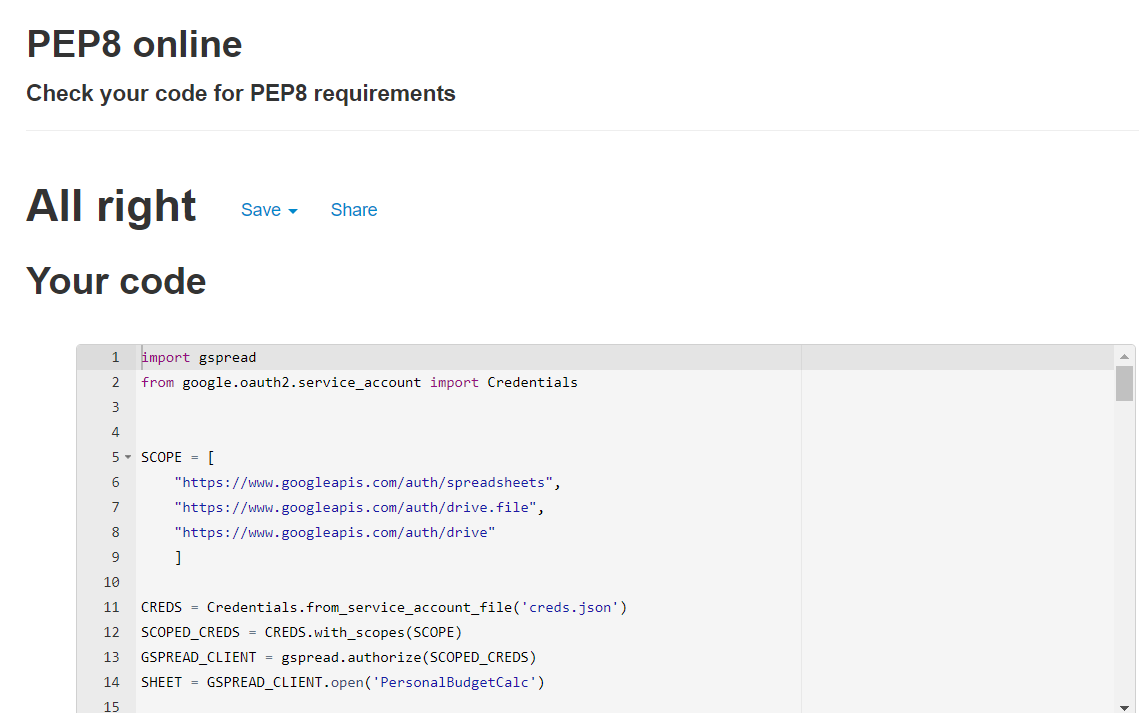 PEP8 online
Check your code for PEP8 requirements
All right Save Share
Your code
1 import gspread
2 from google.oauth2.service_account import Credentials
3
4
5 SCOPE = [
6     "https://www.googleapis.com/auth/spreadsheets",
7     "https://www.googleapis.com/auth/drive.file",
8     "https://www.googleapis.com/auth/drive"
9     ]
10
11 CREDS = Credentials.from_service_account_file('creds.json')
12 SCOPED_CREDS = CREDS.with_scopes(SCOPE)
13 GSPREAD_CLIENT = gspread.authorize(SCOPED_CREDS)
14 SHEET = GSPREAD_CLIENT.open('PersonalBudgetCalc')
15